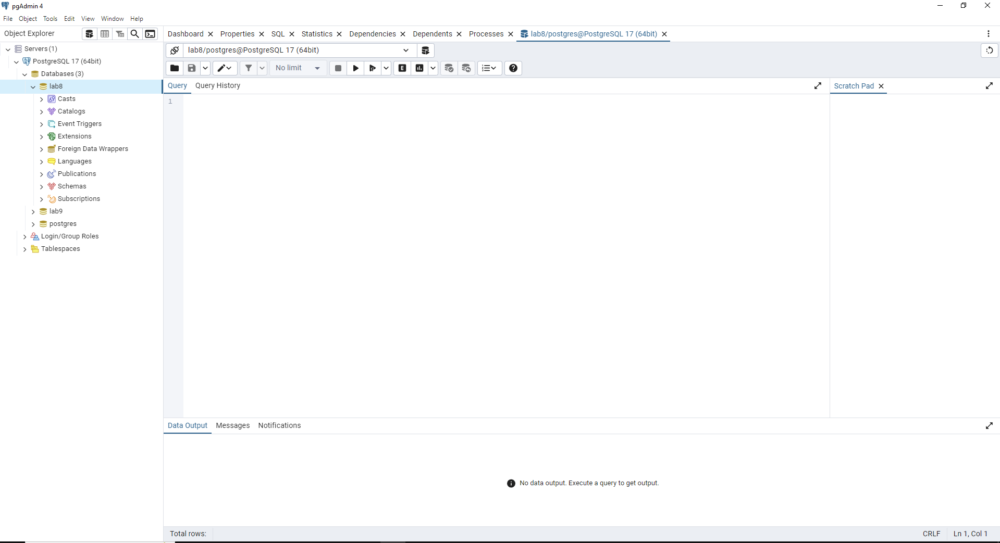 pgAdmin 4
File Object Tools Edit View Window Help
Object Explorer
Dashboard Properties SQL Statistics Dependencies Dependents Processes lab8/postgres@PostgreSQL 17 (64bit)
Servers (1)
PostgreSQL 17 (64bit)
Databases (3)
lab8
Casts
Catalogs
Event Triggers
Extensions
Foreign Data Wrappers
Languages
Publications
Schemas
Subscriptions
lab9
postgres
Login/Group Roles
Tablespaces
lab8/postgres@PostgreSQL 17 (64bit)
No limit
E
Query Query History
Scratch Pad
1
Data Output Messages Notifications
No data output. Execute a query to get output.
Total rows:
CRLF Ln 1, Col 1